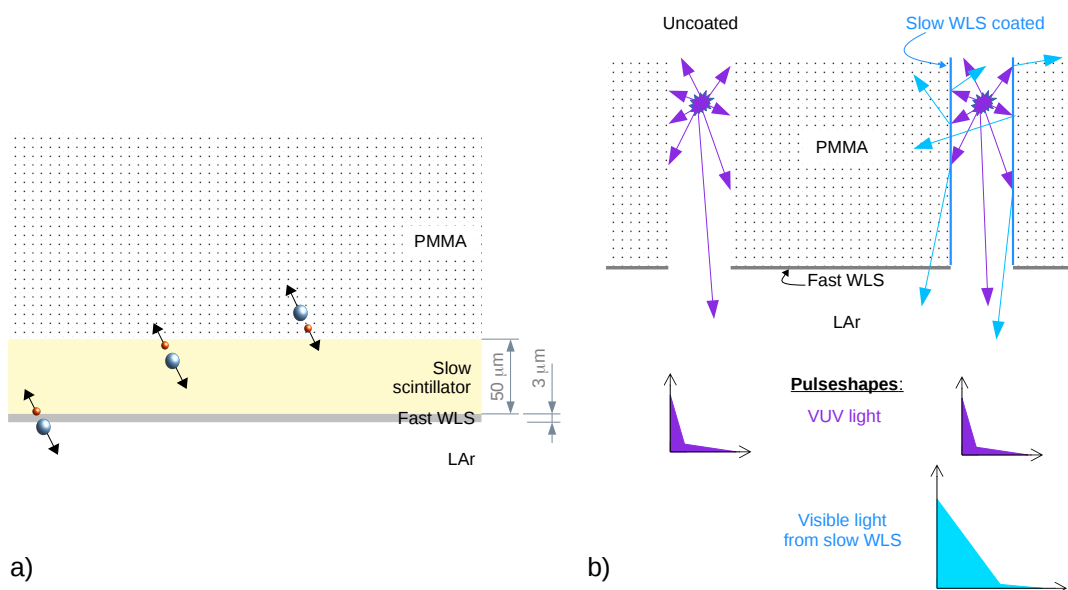 PMMA
Slow
scintillator
50 μm
3 μm
Fast WLS
LAr
a)
Uncoated
Slow WLS coated
PMMA
Fast WLS
LAr
Pulseshapes:
VUV light
Visible light
from slow WLS
b)